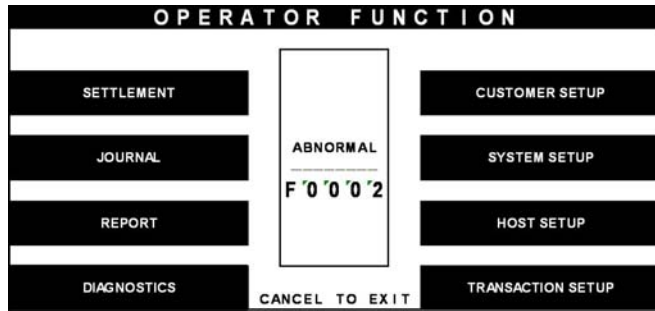 OPERATOR FUNCTION
SETTLEMENT
CUSTOMER SETUP
JOURNAL
ABNORMAL
SYSTEM SETUP
--------
F0002
REPORT
HOST SETUP
DIAGNOSTICS
CANCEL TO EXIT
TRANSACTION SETUP